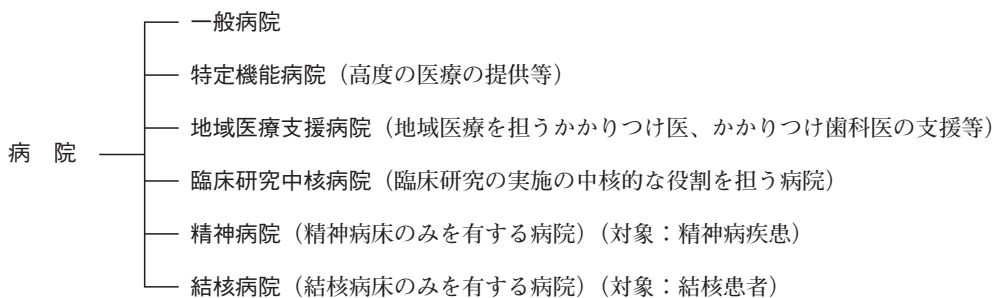 一般病院
特定機能病院（高度の医療の提供等）
地域医療支援病院（地域医療を担うかかりつけ医、かかりつけ歯科医の支援等）
病　院
臨床研究中核病院（臨床研究の実施の中核的な役割を担う病院）
精神病院（精神病床のみを有する病院）（対象：精神病疾患）
結核病院（結核病床のみを有する病院）（対象：結核患者）